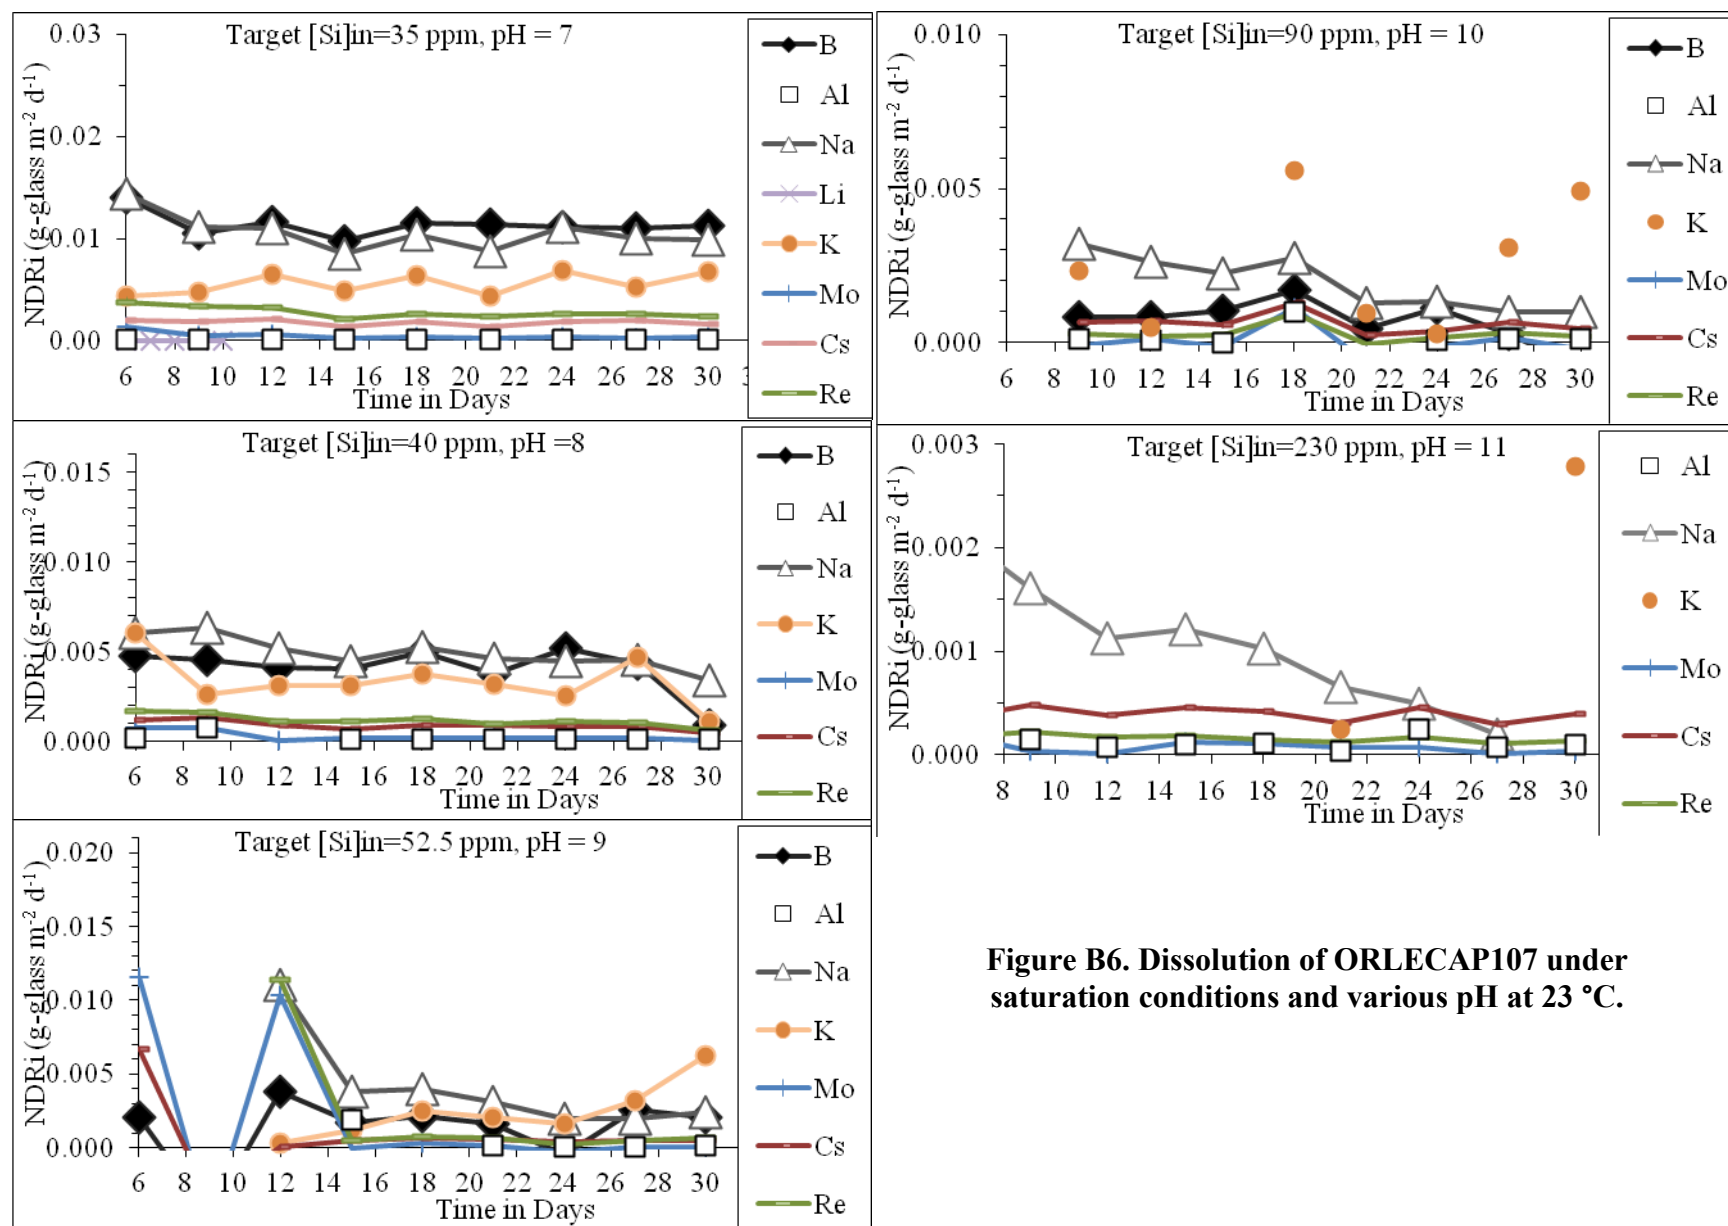 Target [Si]in=35 ppm, pH = 7
NDRi (g-glass m-2 d-1)
0.03
0.02
0.01
0.00
6 8 10 12 14 16 18 20 22 24 26 28 30
Time in Days
B
Al
Na
Li
K
Mo
Cs
Re
Target [Si]in=90 ppm, pH = 10
NDRi (g-glass m-2 d-1)
0.010
0.005
0.000
6 8 10 12 14 16 18 20 22 24 26 28 30
Time in Days
B
Al
Na
K
Mo
Cs
Re
Target [Si]in=40 ppm, pH =8
NDRi (g-glass m-2 d-1)
0.015
0.010
0.005
0.000
6 8 10 12 14 16 18 20 22 24 26 28 30
Time in Days
B
Al
Na
K
Mo
Cs
Re
Target [Si]in=230 ppm, pH = 11
NDRi (g-glass m-2 d-1)
0.003
0.002
0.001
0.000
8 10 12 14 16 18 20 22 24 26 28 30
Time in Days
Al
Na
K
Mo
Cs
Re
Target [Si]in=52.5 ppm, pH = 9
NDRi (g-glass m-2 d-1)
0.020
0.015
0.010
0.005
0.000
6 8 10 12 14 16 18 20 22 24 26 28 30
Time in Days
B
Al
Na
K
Mo
Cs
Re
Figure B6. Dissolution of ORLECAP107 under
saturation conditions and various pH at 23 °C.